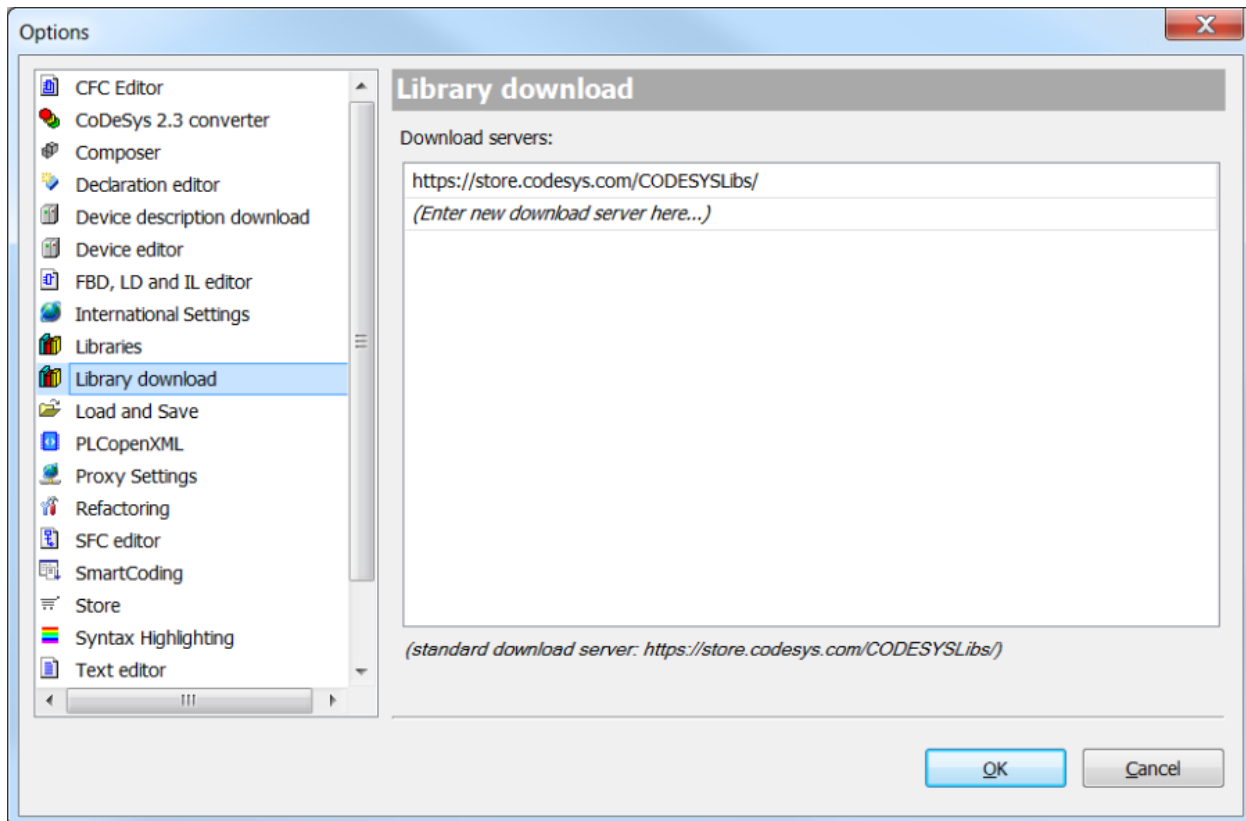 Options
CFC Editor
CoDeSys 2.3 converter
Composer
Declaration editor
Device description download
Device editor
FBD, LD and IL editor
International Settings
Libraries
Library download
Load and Save
PLCopenXML
Proxy Settings
Refactoring
SFC editor
SmartCoding
Store
Syntax Highlighting
Text editor
Library download
Download servers:
https://store.codesys.com/CODESYSLibs/
(Enter new download server here...)
(standard download server: https://store.codesys.com/CODESYSLibs/)
OK
Cancel